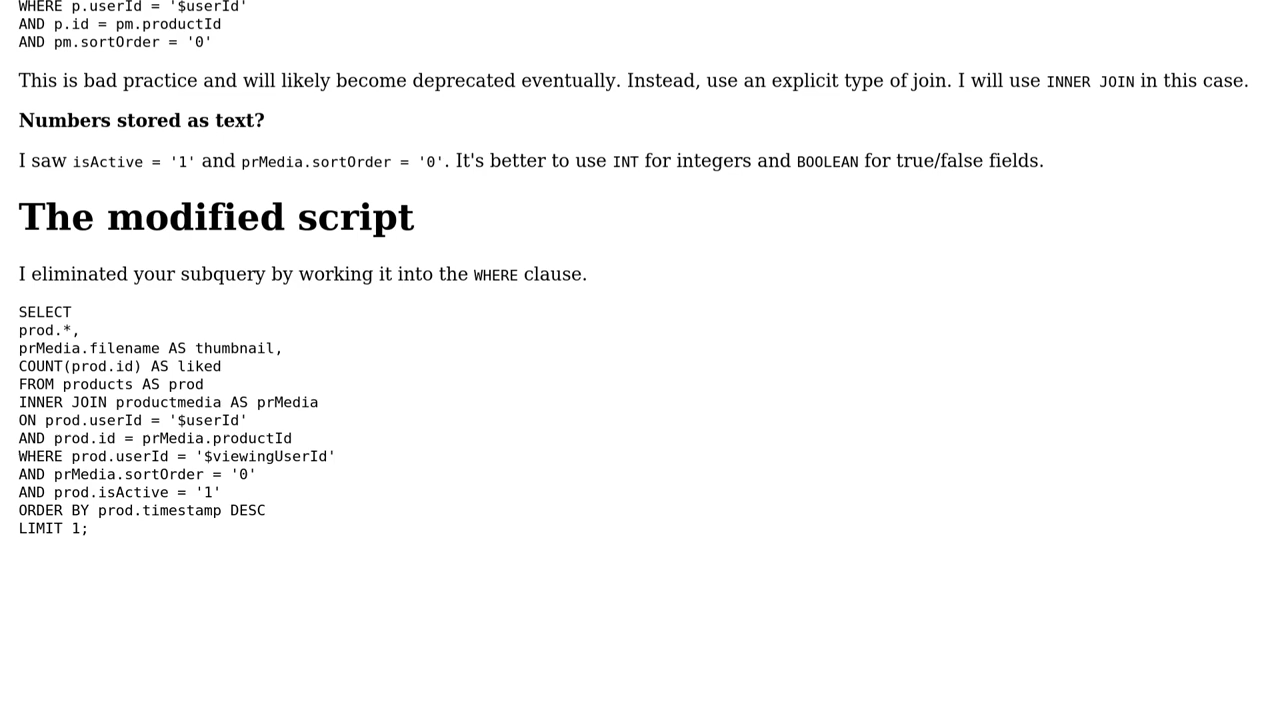 WHERE p.userId = '$userId'
AND p.id = pm.productId
AND pm.sortOrder = '0'
This is bad practice and will likely become deprecated eventually. Instead, use an explicit type of join. I will use INNER JOIN in this case.
Numbers stored as text?
I saw isActive = '1' and prMedia.sortOrder = '0'. It's better to use INT for integers and BOOLEAN for true/false fields.
The modified script
I eliminated your subquery by working it into the WHERE clause.
SELECT
prod.*,
prMedia.filename AS thumbnail,
COUNT(prod.id) AS liked
FROM products AS prod
INNER JOIN productmedia AS prMedia
ON prod.userId = '$userId'
AND prod.id = prMedia.productId
WHERE prod.userId = '$viewingUserId'
AND prMedia.sortOrder = '0'
AND prod.isActive = '1'
ORDER BY prod.timestamp DESC
LIMIT 1;